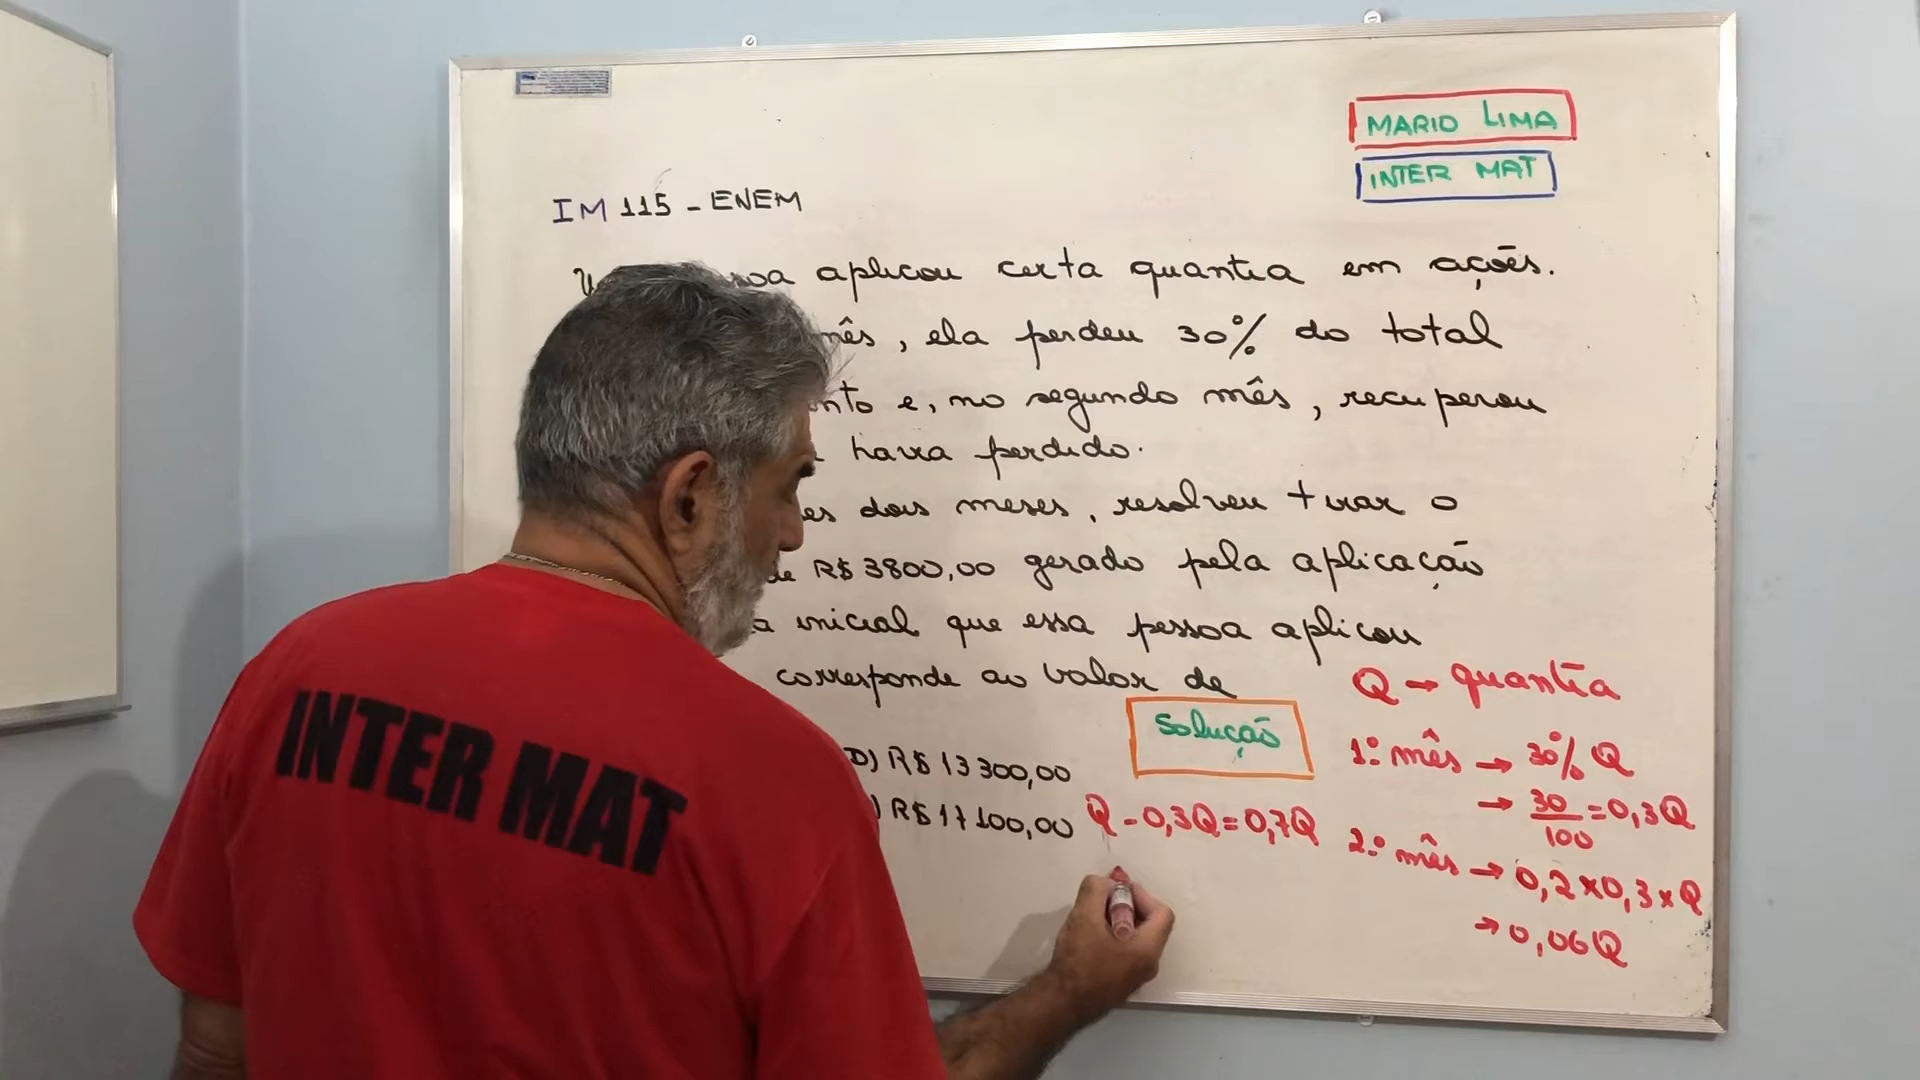 MARIO LIMA
INTER MAT
IM 115 - ENEM
aplicou certa quantia em ações.
mês, ela perdeu 30% do total
e, no segundo mês, recuperou
havia perdido.
dois meses, resolveu tirar o
R$ 3800,00 gerado pela aplicação
inicial que essa pessoa aplicou
corresponde ao valor de
Solução
D) R$ 13 300,00
) R$ 17 100,00
Q → quantia
1º mês → 30% Q
→ 30/100 = 0,3Q
Q - 0,3Q = 0,7Q
2º mês → 0,2 x 0,3 x Q
→ 0,06Q
INTER MAT